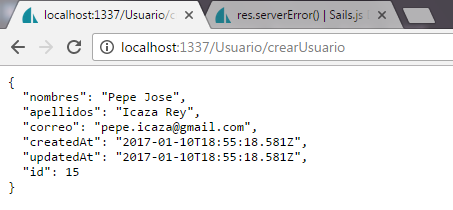 localhost:1337/Usuario/c
res.serverError() | Sails.js
localhost:1337/Usuario/crearUsuario
{
  "nombres": "Pepe Jose",
  "apellidos": "Icaza Rey",
  "correo": "pepe.icaza@gmail.com",
  "createdAt": "2017-01-10T18:55:18.581Z",
  "updatedAt": "2017-01-10T18:55:18.581Z",
  "id": 15
}